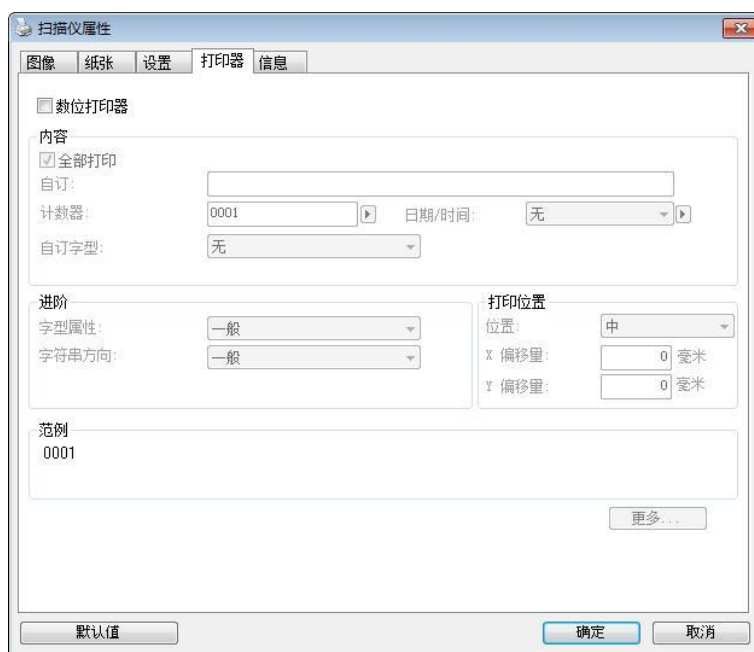 扫描仪属性
图像 纸张 设置 打印器 信息
数位打印器
内容
全部打印
自订:
计数器: 0001 日期/时间: 无
自订字型: 无
进阶
字型属性: 一般
字符串方向: 一般
打印位置
位置: 中
X 偏移量: 0 毫米
Y 偏移量: 0 毫米
范例
0001
更多...
默认值 确定 取消